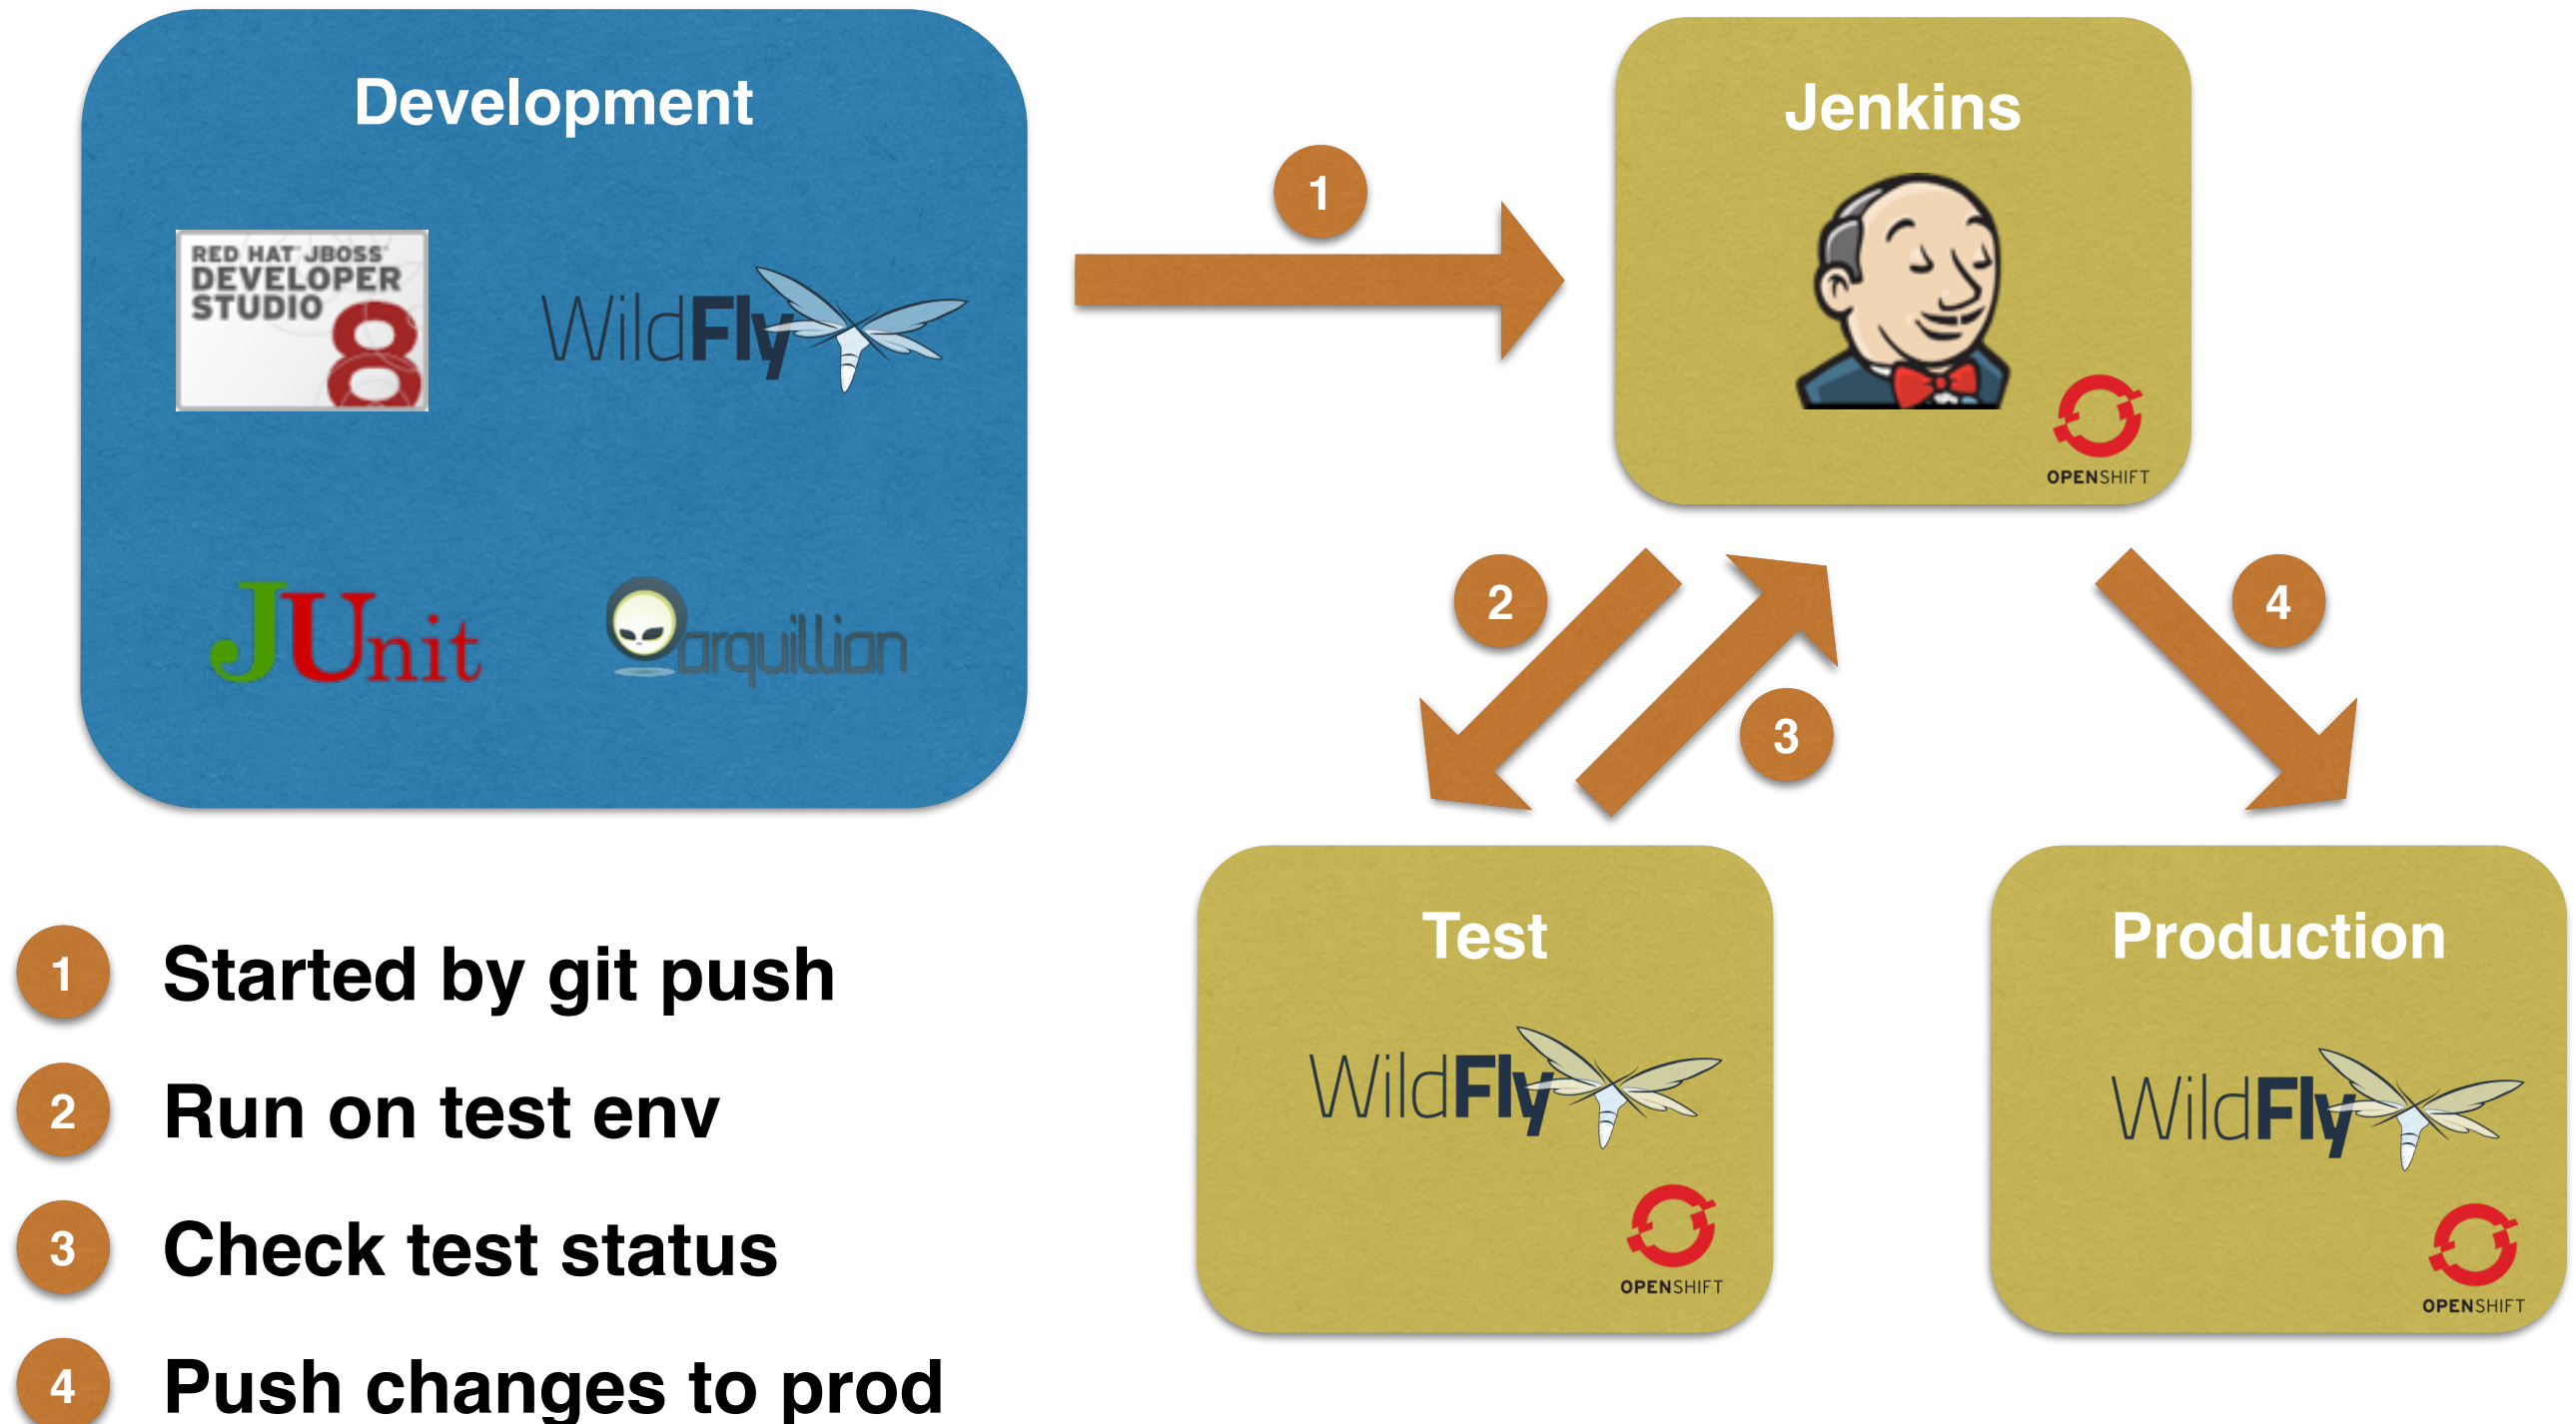 Development
RED HAT JBOSS
DEVELOPER
STUDIO
8
WildFly
JUnit
arquillian
1
Jenkins
OPENSHIFT
2
3
4
Test
WildFly
OPENSHIFT
Production
WildFly
OPENSHIFT
1 Started by git push
2 Run on test env
3 Check test status
4 Push changes to prod